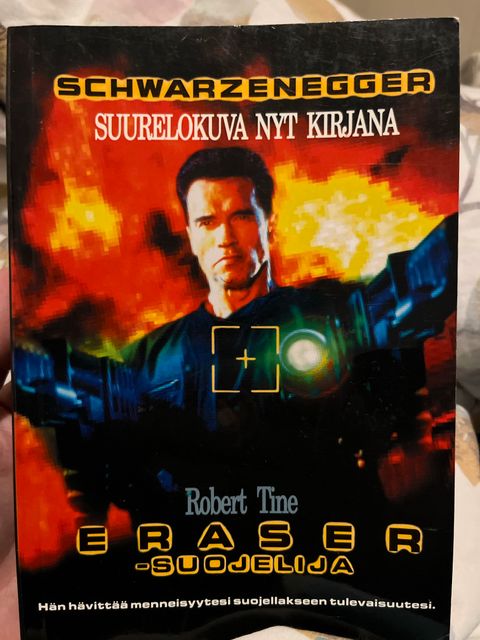 SCHWARZENEGGER
SUURELOKUVA NYT KIRJANA
Robert Tine
ERASER
-SUOJELIJA
Hän hävittää menneisyytesi suojellakseen tulevaisuutesi.